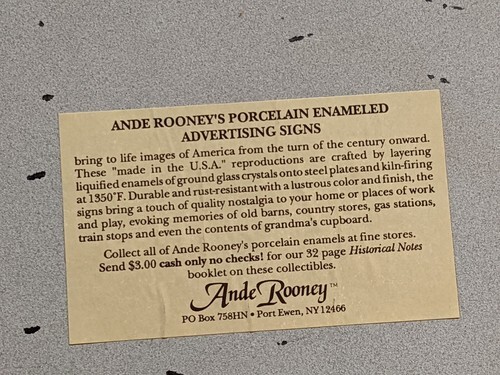 ANDE ROONEY'S PORCELAIN ENAMELED
ADVERTISING SIGNS
bring to life images of America from the turn of the century onward.
These "made in the U.S.A." reproductions are crafted by layering
liquified enamels of ground glass crystals onto steel plates and kiln-firing
at 1350°F. Durable and rust-resistant with a lustrous color and finish, the
signs bring a touch of quality nostalgia to your home or places of work
and play, evoking memories of old barns, country stores, gas stations,
train stops and even the contents of grandma's cupboard.
Collect all of Ande Rooney's porcelain enamels at fine stores.
Send $3.00 cash only no checks! for our 32 page Historical Notes
booklet on these collectibles.
Ande Rooney™
PO Box 758HN • Port Ewen, NY 12466